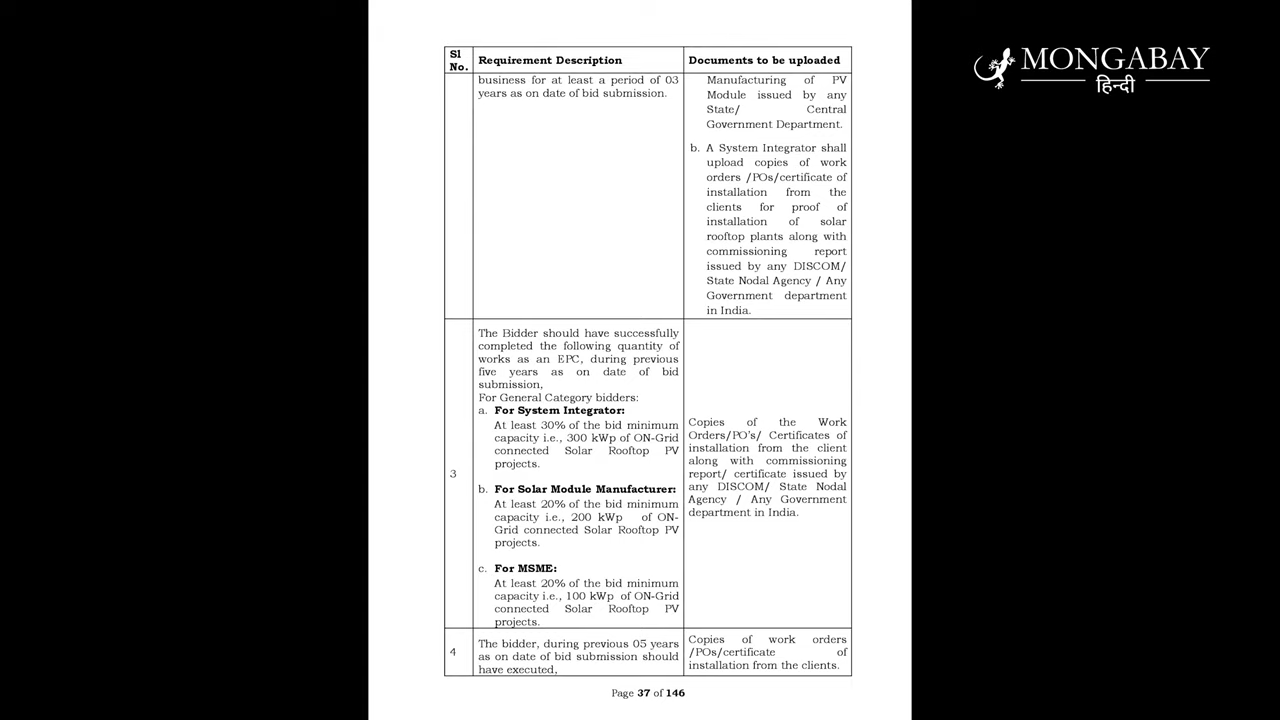 Sl No.
Requirement Description
Documents to be uploaded
business for at least a period of 03
years as on date of bid submission.
Manufacturing of PV
Module issued by any
State/ Central
Government Department.
b. A System Integrator shall
upload copies of work
orders /POs/certificate of
installation from the
clients for proof of
installation of solar
rooftop plants along with
commissioning report
issued by any DISCOM/
State Nodal Agency / Any
Government department
in India.
3
The Bidder should have successfully
completed the following quantity of
works as an EPC, during previous
five years as on date of bid
submission,
For General Category bidders:
a. For System Integrator:
At least 30% of the bid minimum
capacity i.e., 300 kWp of ON-Grid
connected Solar Rooftop PV
projects.
b. For Solar Module Manufacturer:
At least 20% of the bid minimum
capacity i.e., 200 kWp of ON-
Grid connected Solar Rooftop PV
projects.
c. For MSME:
At least 20% of the bid minimum
capacity i.e., 100 kWp of ON-Grid
connected Solar Rooftop PV
projects.
Copies of the Work
Orders/PO's/ Certificates of
installation from the client
along with commissioning
report/ certificate issued by
any DISCOM/ State Nodal
Agency / Any Government
department in India.
4
The bidder, during previous 05 years
as on date of bid submission should
have executed,
Copies of work orders
/POs/certificate of
installation from the clients.
Page 37 of 146
MONGABAY
हिन्दी